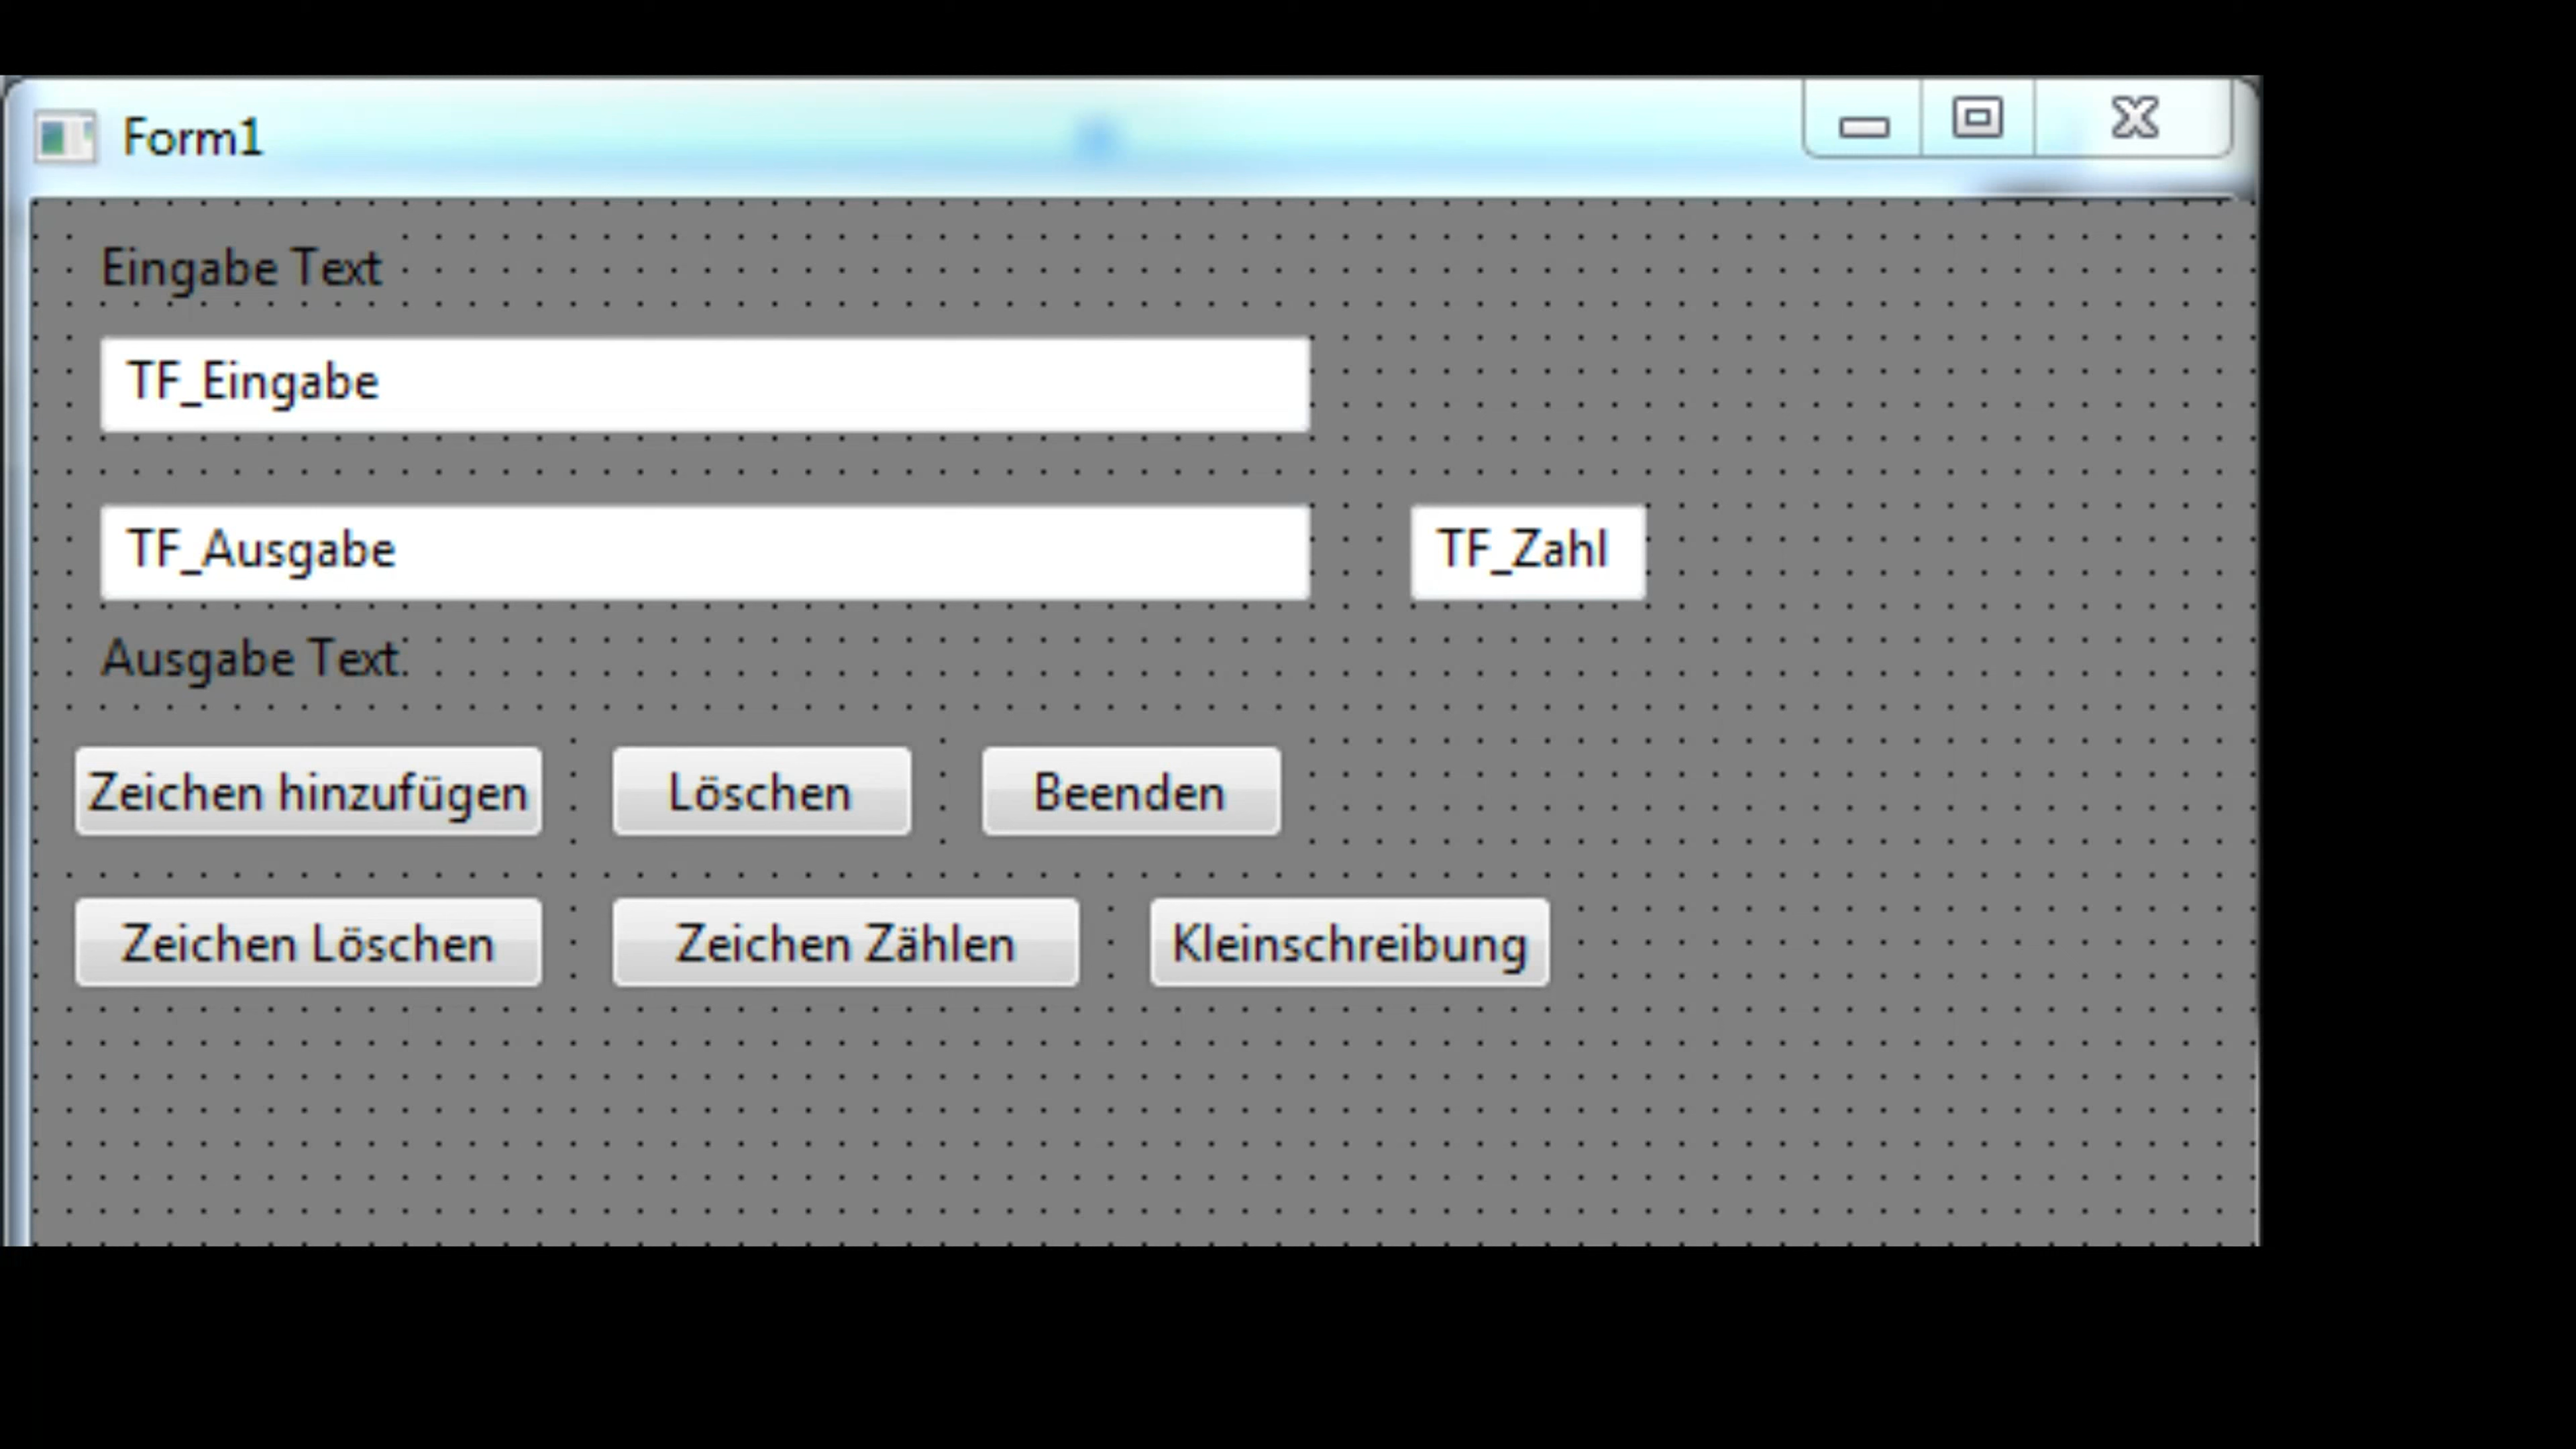 Form1
Eingabe Text
TF_Eingabe
TF_Ausgabe TF_Zahl
Ausgabe Text
Zeichen hinzufügen Löschen Beenden
Zeichen Löschen Zeichen Zählen Kleinschreibung